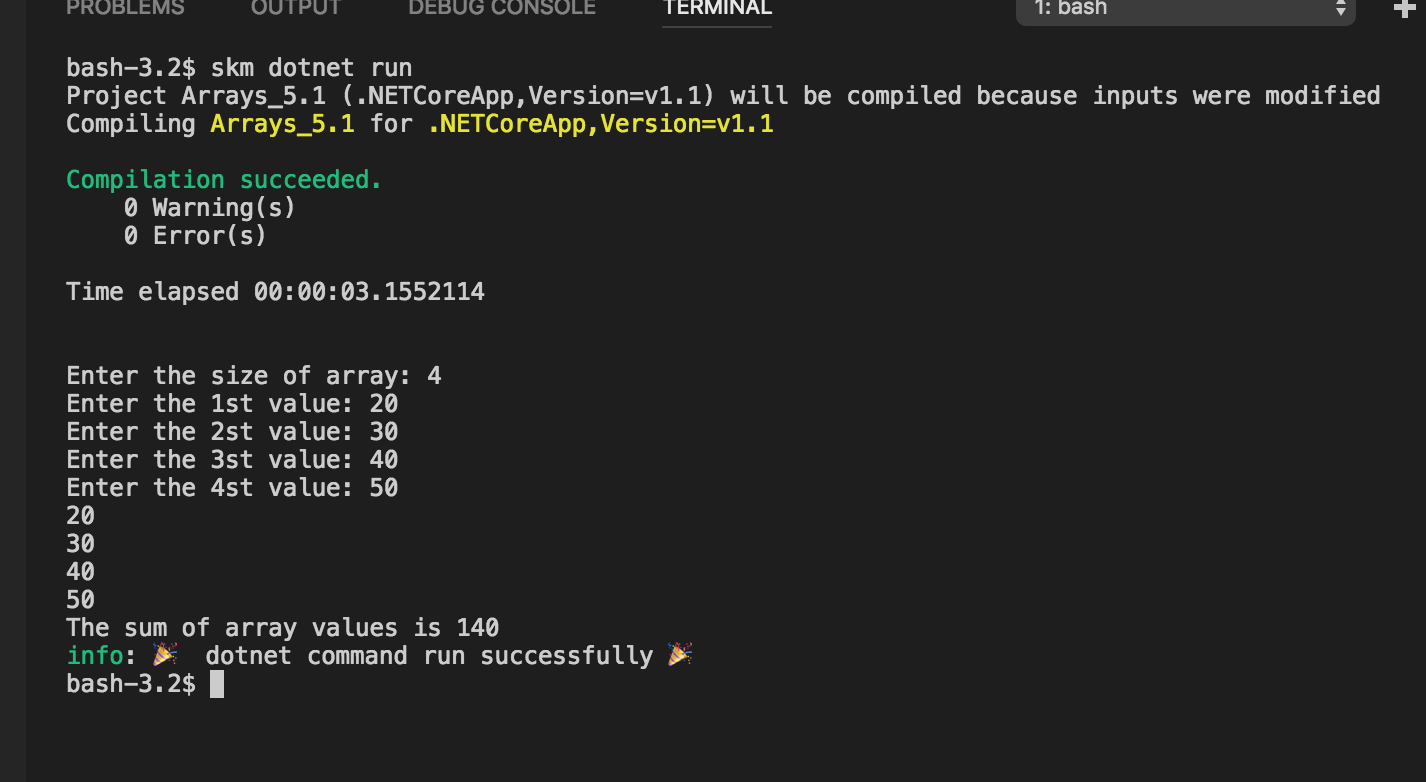 PROBLEMS OUTPUT DEBUG CONSOLE TERMINAL 1: bash
bash-3.2$ skm dotnet run
Project Arrays_5.1 (.NETCoreApp,Version=v1.1) will be compiled because inputs were modified
Compiling Arrays_5.1 for .NETCoreApp,Version=v1.1
Compilation succeeded.
0 Warning(s)
0 Error(s)
Time elapsed 00:00:03.1552114
Enter the size of array: 4
Enter the 1st value: 20
Enter the 2st value: 30
Enter the 3st value: 40
Enter the 4st value: 50
20
30
40
50
The sum of array values is 140
info: 🎉 dotnet command run successfully 🎉
bash-3.2$